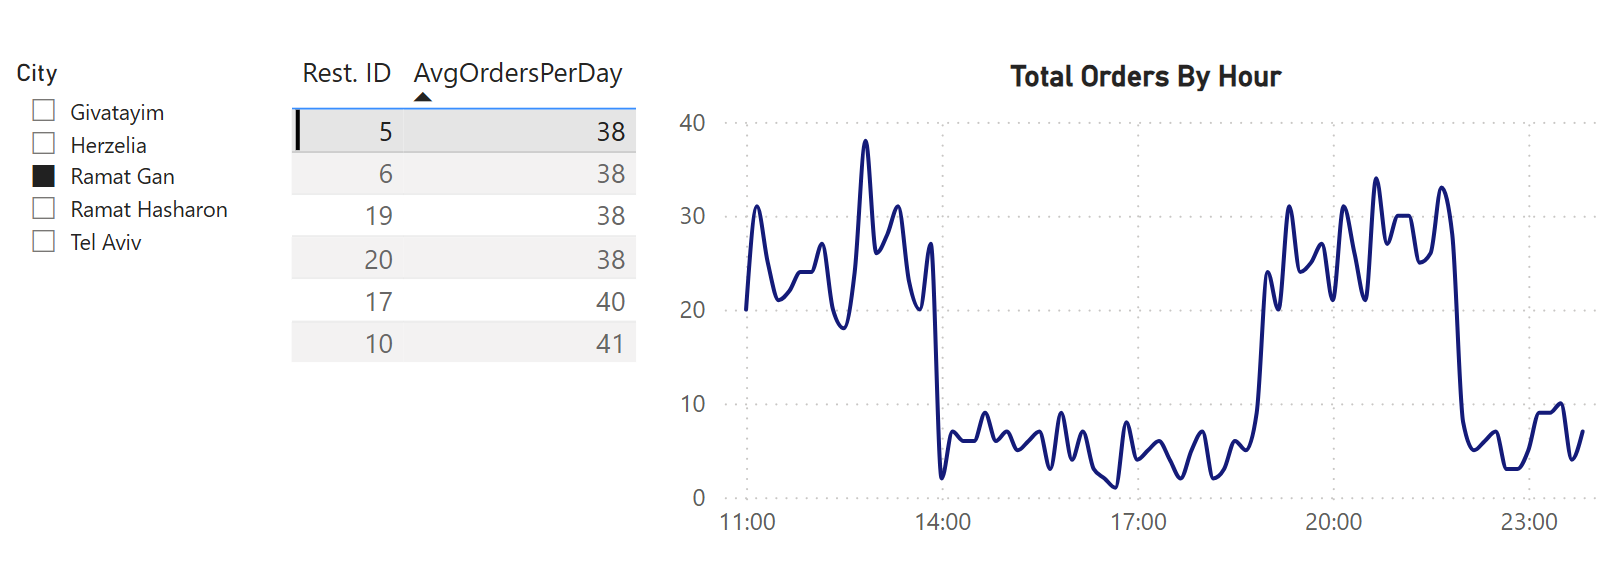 City
Givatayim
Herzelia
Ramat Gan
Ramat Hasharon
Tel Aviv
Rest. ID AvgOrdersPerDay
5 38
6 38
19 38
20 38
17 40
10 41
Total Orders By Hour
40
30
20
10
0
11:00 14:00 17:00 20:00 23:00